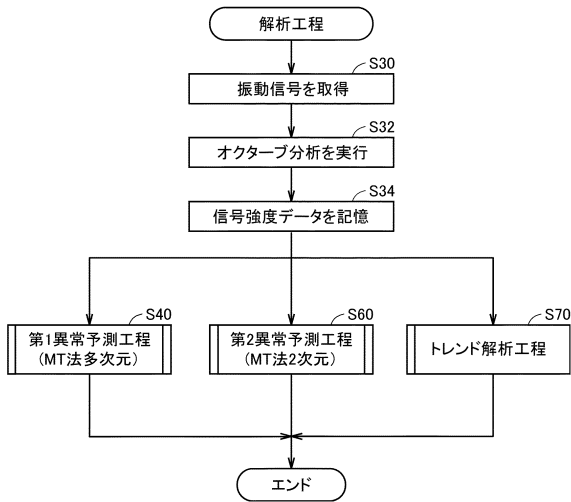 解析工程
S30
振動信号を取得
S32
オクターブ分析を実行
S34
信号強度データを記憶
S40
第1異常予測工程
(MT法多次元)
S60
第2異常予測工程
(MT法2次元)
S70
トレンド解析工程
エンド